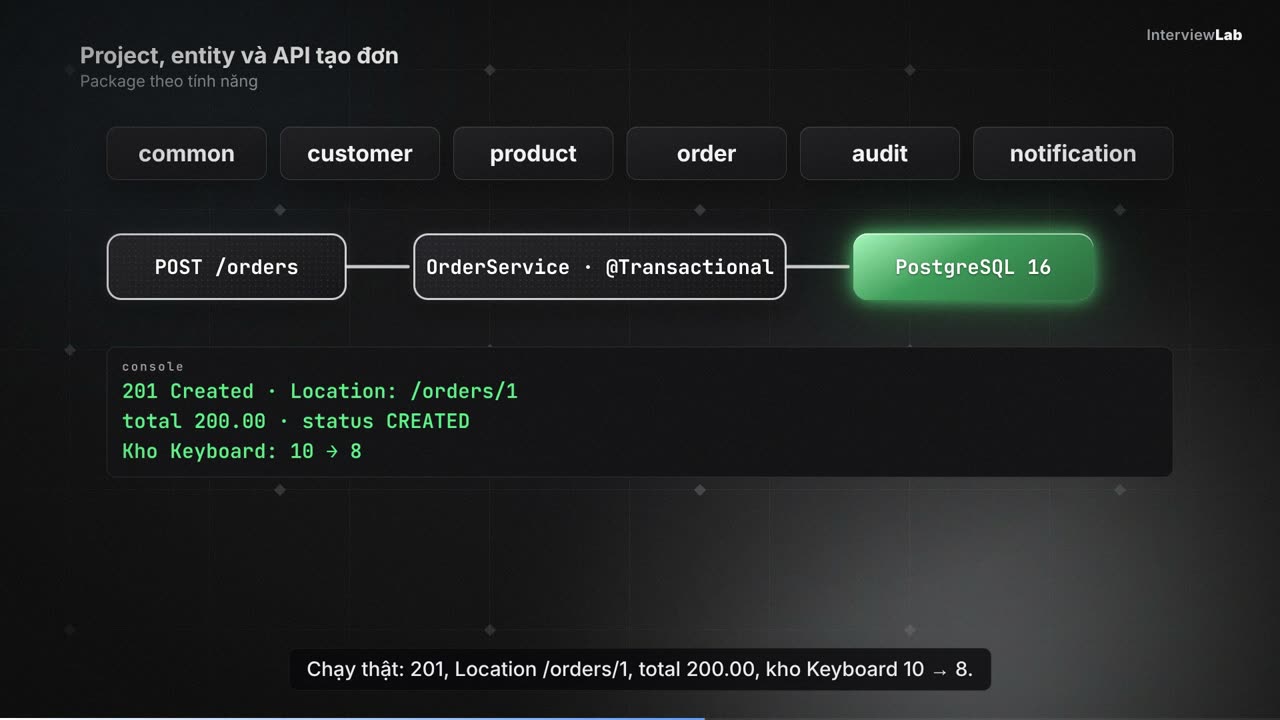 InterviewLab
Project, entity và API tạo đơn
Package theo tính năng
common customer product order audit notification
POST /orders OrderService · @Transactional PostgreSQL 16
console
201 Created · Location: /orders/1
total 200.00 · status CREATED
Kho Keyboard: 10 → 8
Chạy thật: 201, Location /orders/1, total 200.00, kho Keyboard 10 → 8.